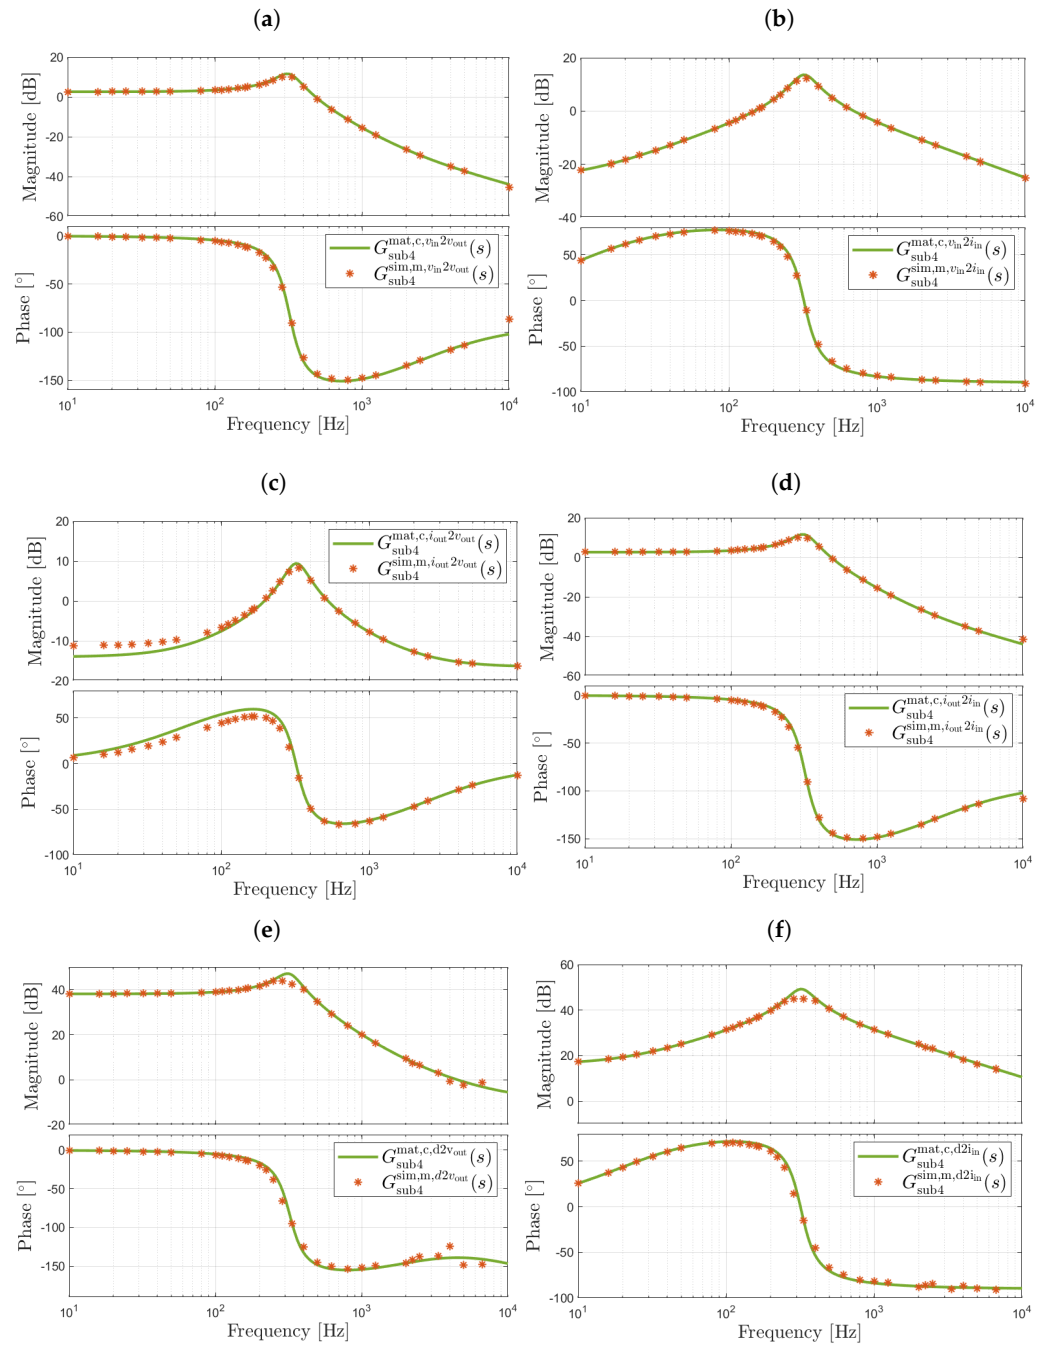 (a)
Magnitude [dB]
20
0
-20
-40
-60
Phase [°]
0
-50
-100
-150
G_sub4^mat,c,v_in2v_out(s)
G_sub4^sim,m,v_in2v_out(s)
10^1 10^2 10^3 10^4
Frequency [Hz]
(b)
Magnitude [dB]
20
0
-20
-40
Phase [°]
50
0
-50
-100
G_sub4^mat,c,v_in2i_in(s)
G_sub4^sim,m,v_in2i_in(s)
10^1 10^2 10^3 10^4
Frequency [Hz]
(c)
Magnitude [dB]
20
10
0
-10
-20
G_sub4^mat,c,i_out2v_out(s)
G_sub4^sim,m,i_out2v_out(s)
Phase [°]
50
0
-50
-100
10^1 10^2 10^3 10^4
Frequency [Hz]
(d)
Magnitude [dB]
20
0
-20
-40
-60
Phase [°]
0
-50
-100
-150
G_sub4^mat,c,i_out2i_in(s)
G_sub4^sim,m,i_out2i_in(s)
10^1 10^2 10^3 10^4
Frequency [Hz]
(e)
Magnitude [dB]
40
20
0
-20
Phase [°]
0
-50
-100
-150
G_sub4^mat,c,d2v_out(s)
G_sub4^sim,m,d2v_out(s)
10^1 10^2 10^3 10^4
Frequency [Hz]
(f)
Magnitude [dB]
60
40
20
0
Phase [°]
50
0
-50
-100
G_sub4^mat,c,d2i_in(s)
G_sub4^sim,m,d2i_in(s)
10^1 10^2 10^3 10^4
Frequency [Hz]